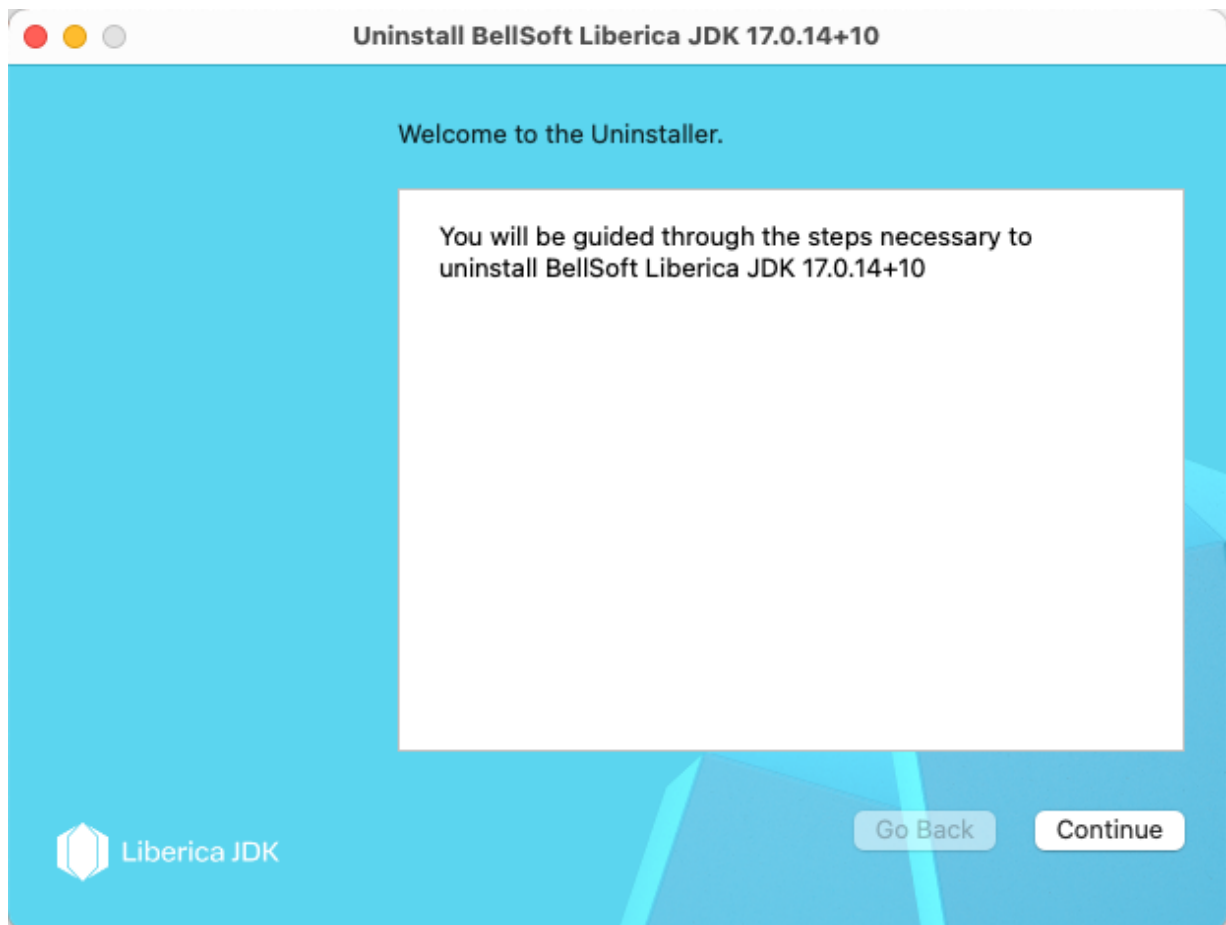 Uninstall BellSoft Liberica JDK 17.0.14+10
Welcome to the Uninstaller.
You will be guided through the steps necessary to
uninstall BellSoft Liberica JDK 17.0.14+10
Liberica JDK
Go Back
Continue